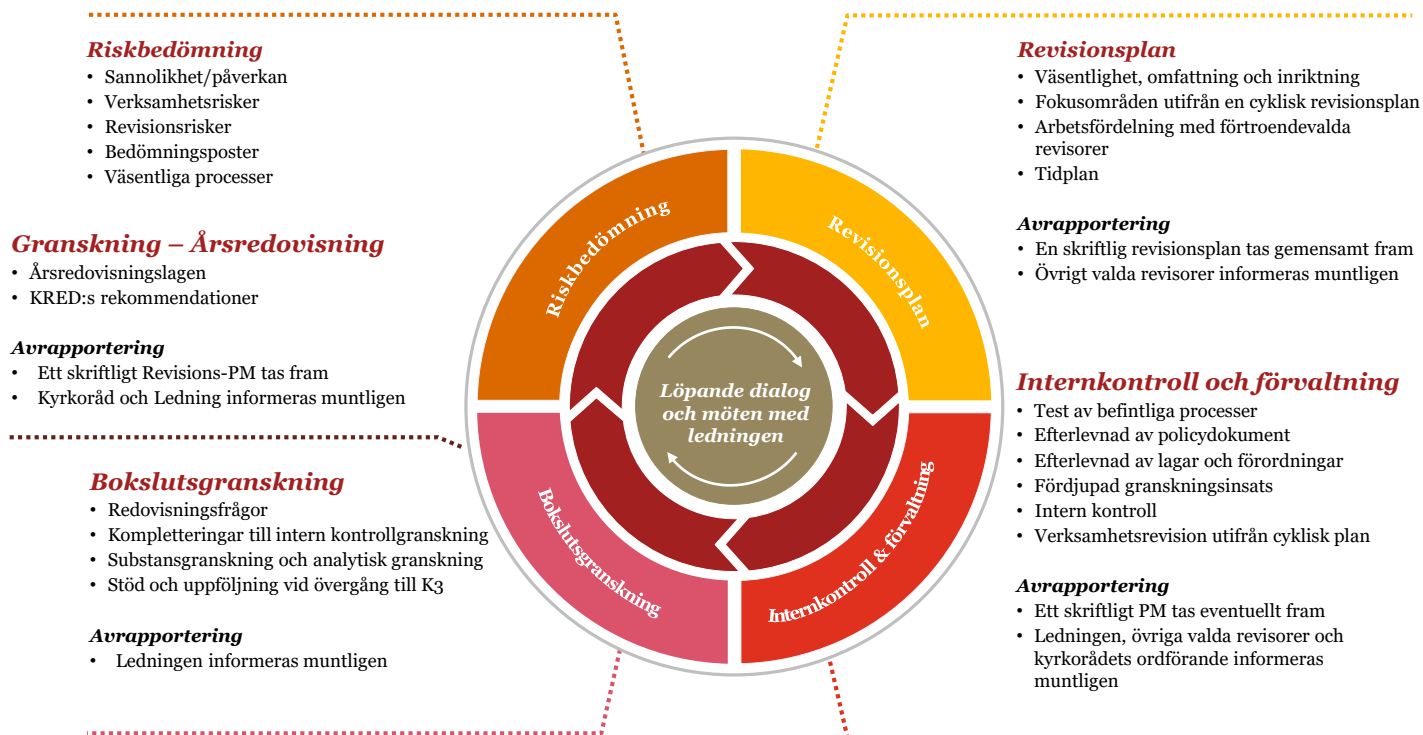 Riskbedömning
• Sannolikhet/påverkan
• Verksamhetsrisker
• Revisionsrisker
• Bedömningsposter
• Väsentliga processer
Granskning – Årsredovisning
• Årsredovisningslagen
• KRED:s rekommendationer
Avrapportering
• Ett skriftligt Revisions-PM tas fram
• Kyrkoråd och Ledning informeras muntligen
Bokslutsgranskning
• Redovisningsfrågor
• Kompletteringar till intern kontrollgranskning
• Substansgranskning och analytisk granskning
• Stöd och uppföljning vid övergång till K3
Avrapportering
• Ledningen informeras muntligen
Riskbedömning
Revisionsplan
Löpande dialog
och möten med
ledningen
Bokslutsgranskning
Internkontroll & förvaltning
Revisionsplan
• Väsentlighet, omfattning och inriktning
• Fokusområden utifrån en cyklisk revisionsplan
• Arbetsfördelning med förtroendevalda
revisorer
• Tidplan
Avrapportering
• En skriftlig revisionsplan tas gemensamt fram
• Övrigt valda revisorer informeras muntligen
Internkontroll och förvaltning
• Test av befintliga processer
• Efterlevnad av policydokument
• Efterlevnad av lagar och förordningar
• Fördjupad granskningsinsats
• Intern kontroll
• Verksamhetsrevision utifrån cyklisk plan
Avrapportering
• Ett skriftligt PM tas eventuellt fram
• Ledningen, övriga valda revisorer och
kyrkorådets ordförande informeras
muntligen